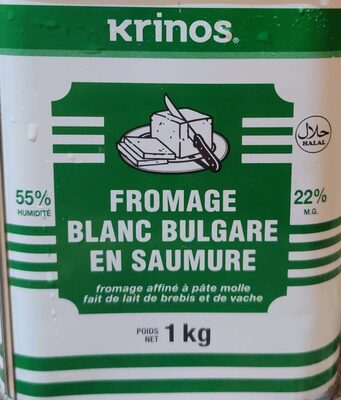 Krinos®
حلال
HALAL
55%
HUMIDITÉ
22%
M.G.
FROMAGE
BLANC BULGARE
EN SAUMURE
fromage affiné à pâte molle
fait de lait de brebis et de vache
POIDS
NET
1 kg